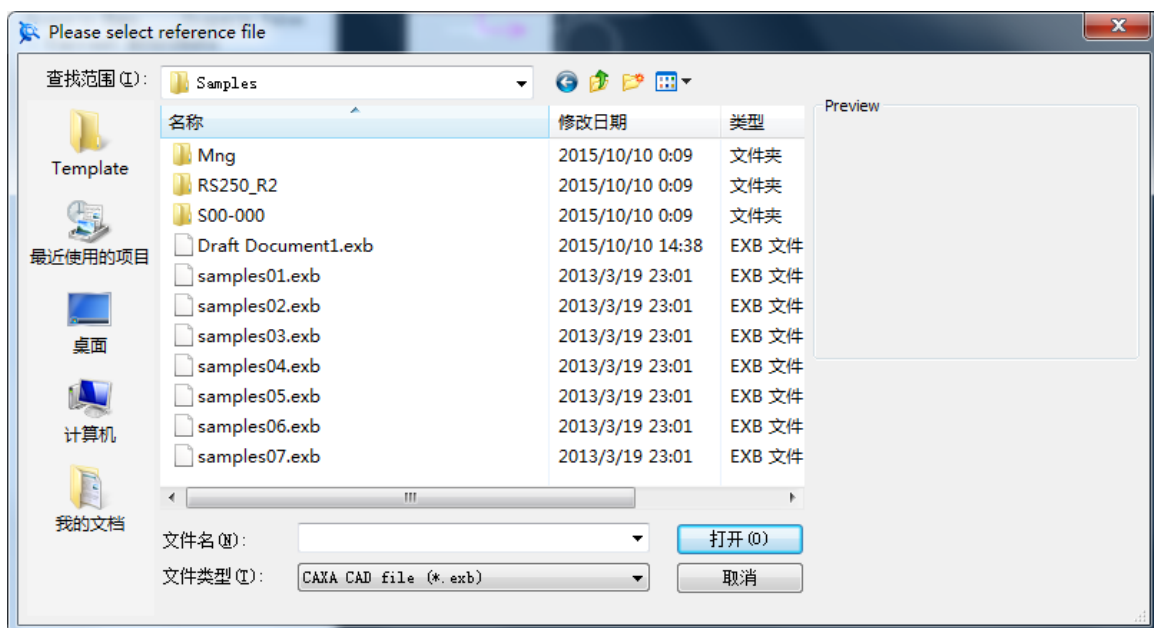 Please select reference file
查找范围(I):
Samples
Template
最近使用的项目
桌面
计算机
我的文档
名称 修改日期 类型
Mng 2015/10/10 0:09 文件夹
RS250_R2 2015/10/10 0:09 文件夹
S00-000 2015/10/10 0:09 文件夹
Draft Document1.exb 2015/10/10 14:38 EXB 文件
samples01.exb 2013/3/19 23:01 EXB 文件
samples02.exb 2013/3/19 23:01 EXB 文件
samples03.exb 2013/3/19 23:01 EXB 文件
samples04.exb 2013/3/19 23:01 EXB 文件
samples05.exb 2013/3/19 23:01 EXB 文件
samples06.exb 2013/3/19 23:01 EXB 文件
samples07.exb 2013/3/19 23:01 EXB 文件
Preview
文件名(N):
打开(O)
文件类型(T):
CAXA CAD file (*.exb)
取消